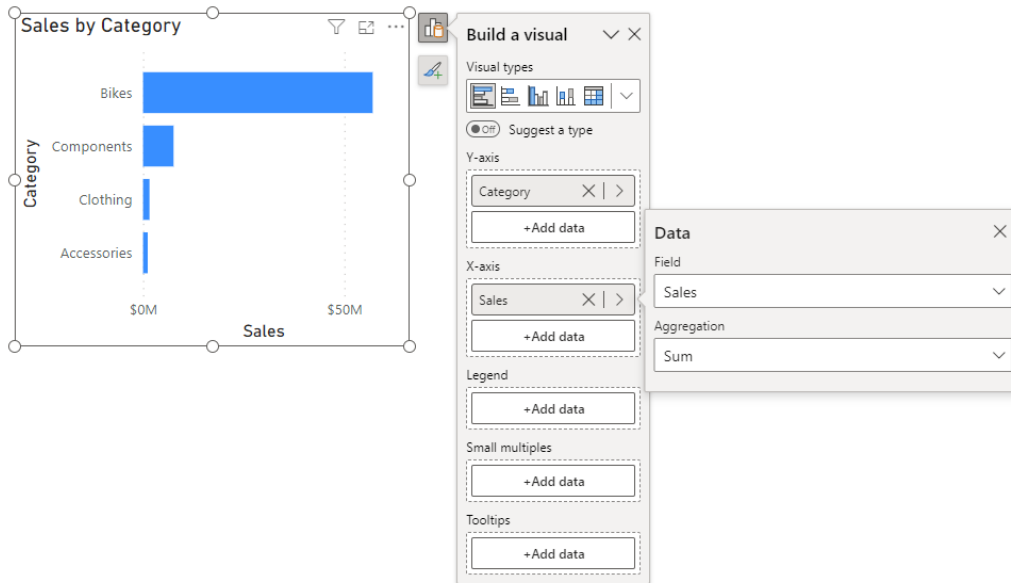 Sales by Category
Bikes
Components
Clothing
Accessories
Category
$0M $50M
Sales
Build a visual
Visual types
Off Suggest a type
Y-axis
Category
+Add data
X-axis
Sales
+Add data
Legend
+Add data
Small multiples
+Add data
Tooltips
+Add data
Data
Field
Sales
Aggregation
Sum